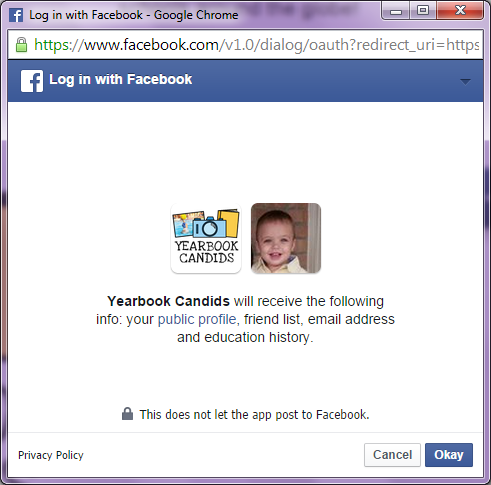 Log in with Facebook - Google Chrome
https://www.facebook.com/v1.0/dialog/oauth?redirect_uri=https
Log in with Facebook
YEARBOOK
CANDIDS
Yearbook Candids will receive the following
info: your public profile, friend list, email address
and education history.
This does not let the app post to Facebook.
Privacy Policy
Cancel
Okay